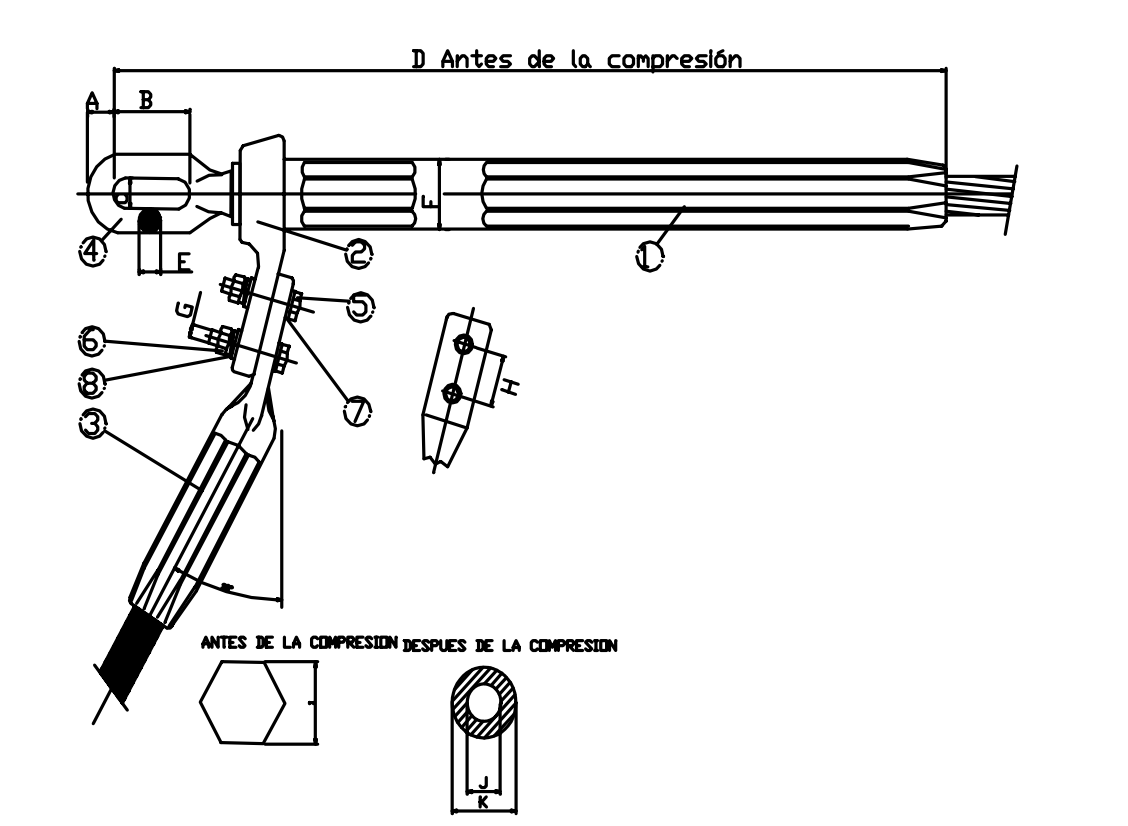 D Antes de la compresión
A
B
C
F
4
E
2
1
G
5
6
8
7
H
3
ANTES DE LA COMPRESION
DESPUES DE LA COMPRESION
J
K